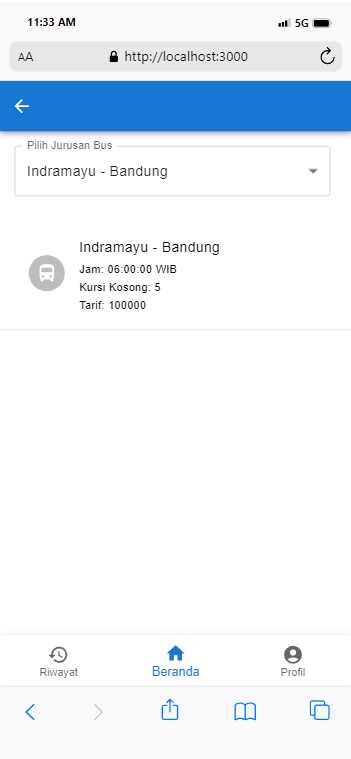 11:33 AM
5G
AA
http://localhost:3000
Pilih Jurusan Bus
Indramayu - Bandung
Indramayu - Bandung
Jam: 06:00:00 WIB
Kursi Kosong: 5
Tarif: 100000
Riwayat
Beranda
Profil